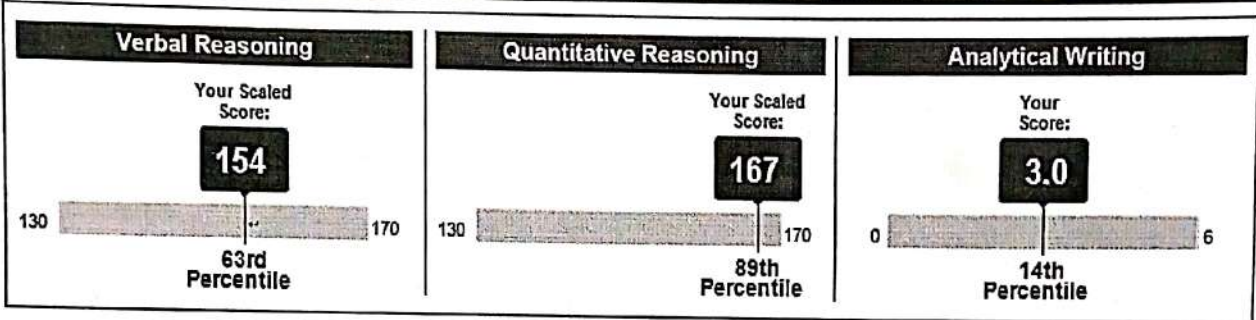 Verbal Reasoning
Your Scaled
Score:
154
130
170
63rd
Percentile
Quantitative Reasoning
Your Scaled
Score:
167
130
170
89th
Percentile
Analytical Writing
Your
Score:
3.0
0
6
14th
Percentile